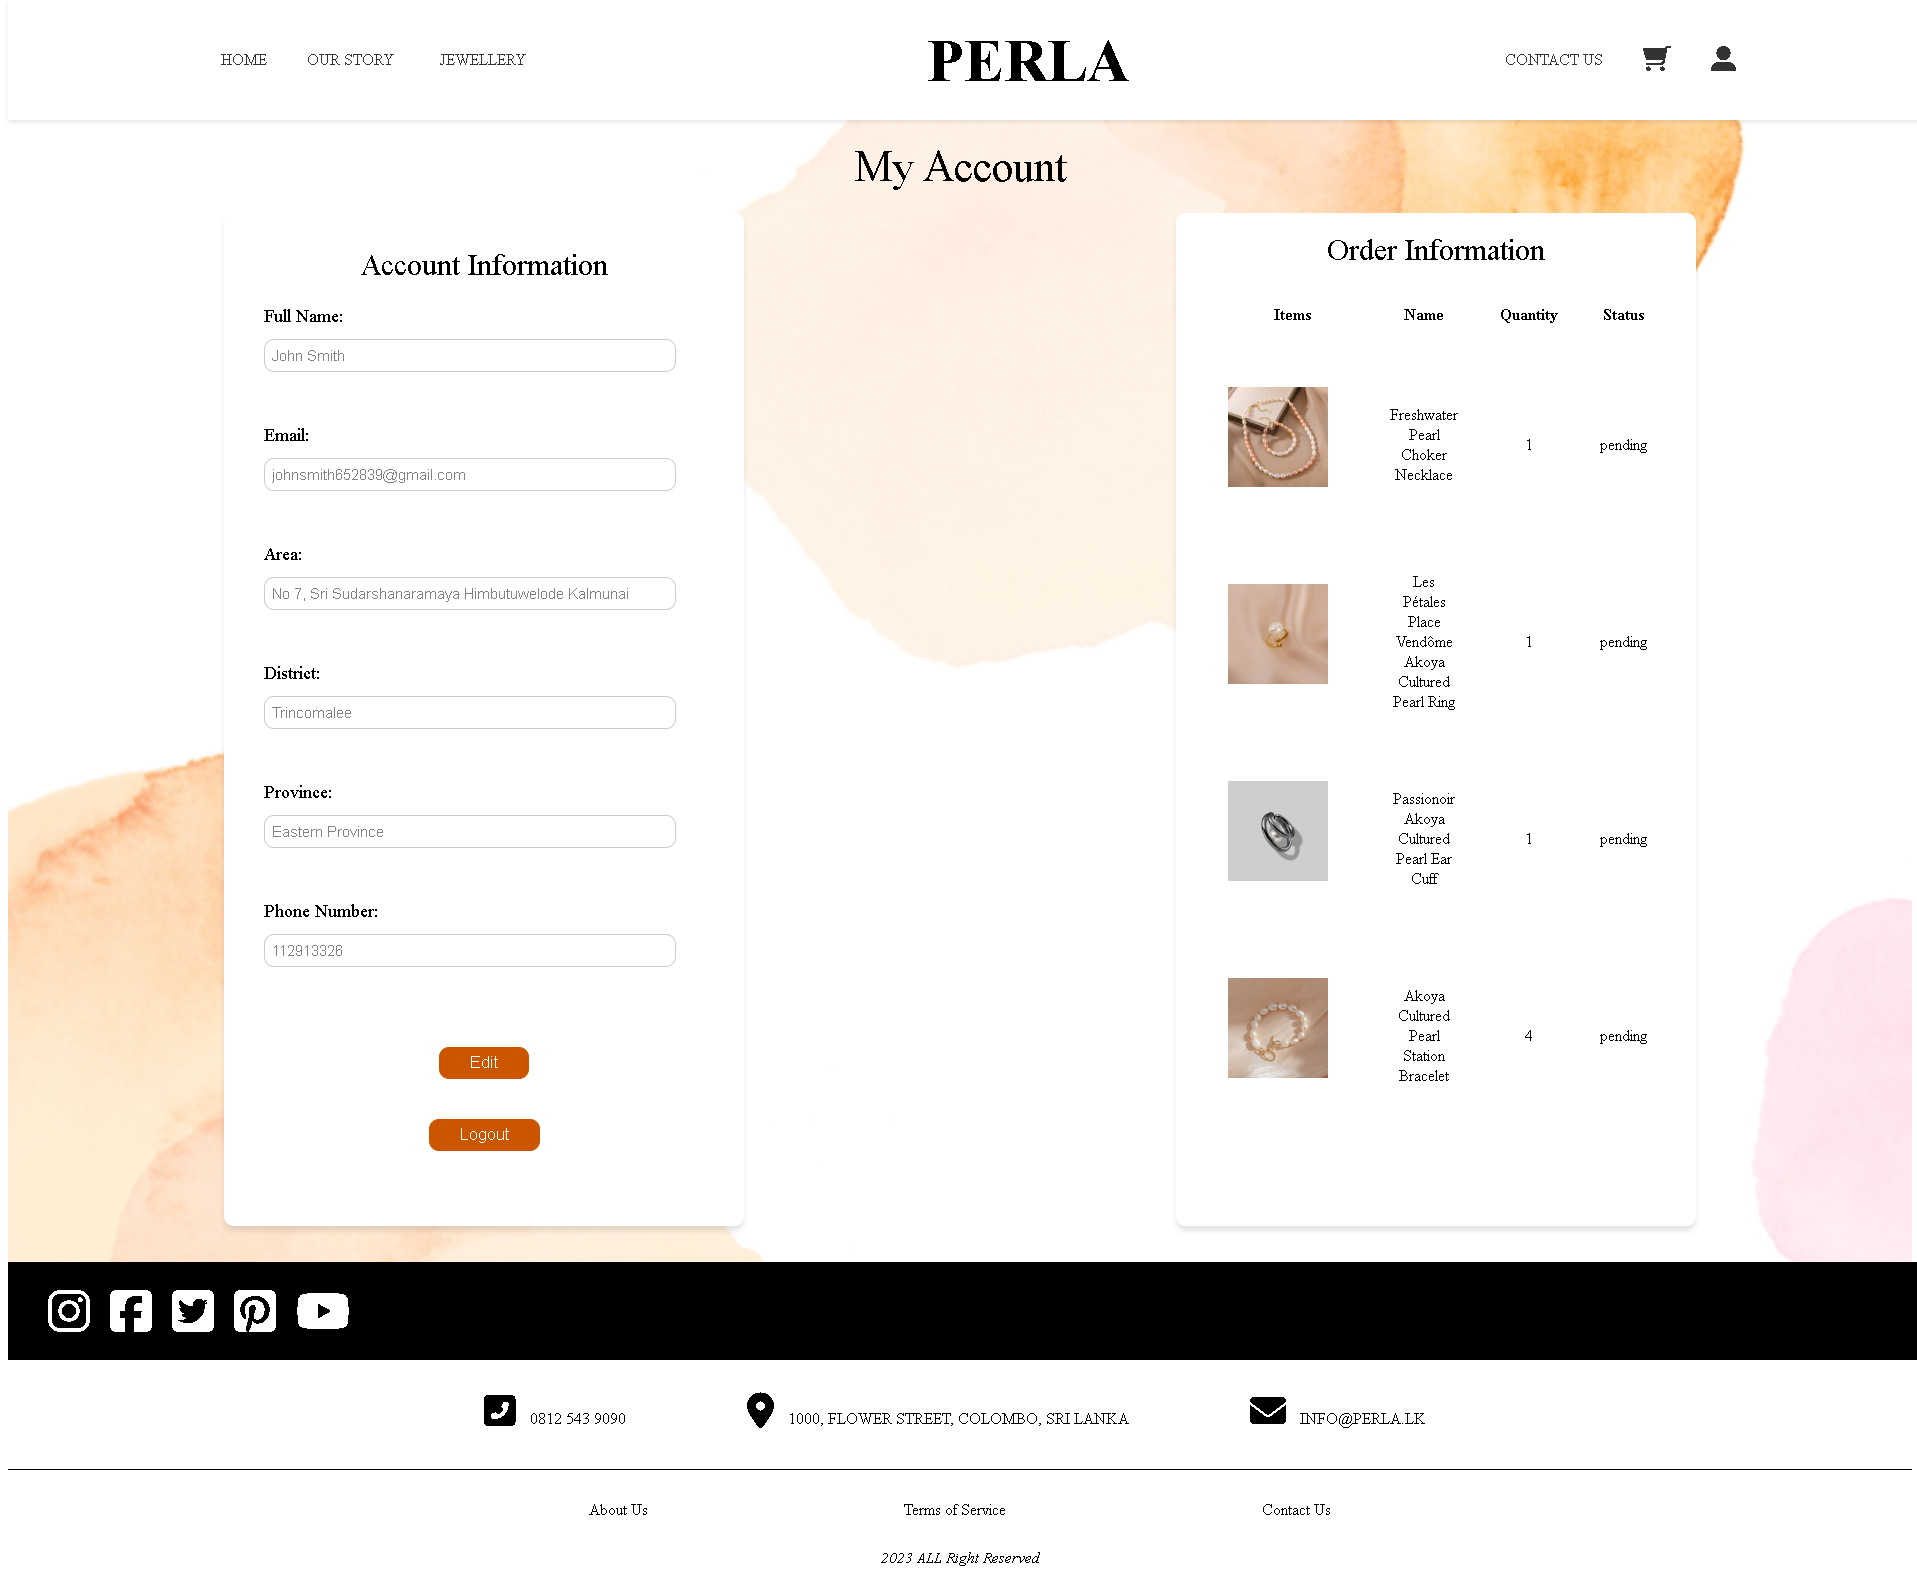 HOME OUR STORY JEWELLERY PERLA CONTACT US
My Account
Account Information
Full Name:
John Smith
Email:
johnsmith652839@gmail.com
Area:
No 7, Sri Sudarshanaramaya Himbutuwelode Kalmunai
District:
Trincomalee
Province:
Eastern Province
Phone Number:
112913326
Edit
Logout
Order Information
Items Name Quantity Status
Freshwater
Pearl
Choker
Necklace
1 pending
Les
Pétales
Place
Vendôme
Akoya
Cultured
Pearl Ring
1 pending
Passionoir
Akoya
Cultured
Pearl Ear
Cuff
1 pending
Akoya
Cultured
Pearl
Station
Bracelet
4 pending
0812 543 9090 1000, FLOWER STREET, COLOMBO, SRI LANKA INFO@PERLA.LK
About Us Terms of Service Contact Us
2023 ALL Right Reserved